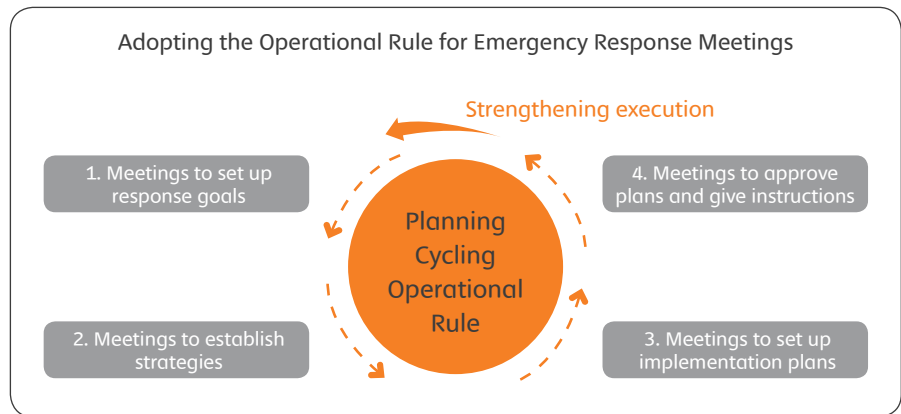 Adopting the Operational Rule for Emergency Response Meetings
Strengthening execution
1. Meetings to set up
response goals
4. Meetings to approve
plans and give instructions
Planning
Cycling
Operational
Rule
2. Meetings to establish
strategies
3. Meetings to set up
implementation plans